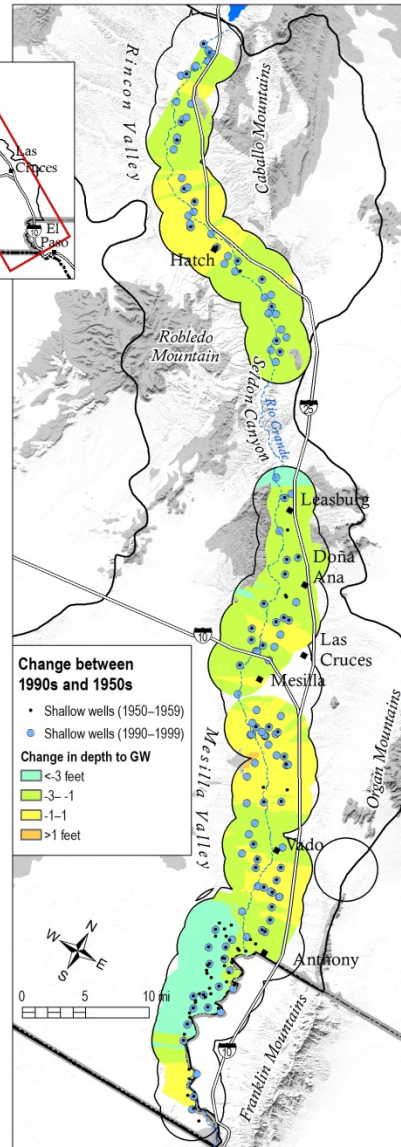 Rincon Valley
Caballo Mountains
Las
Cruces
10
El
Paso
Hatch
Robledo
Mountain
Seldon Canyon
Rio Grande
25
Leasburg
Doña
Ana
10
Las
Cruces
Mesilla
Change between
1990s and 1950s
Shallow wells (1950–1959)
Shallow wells (1990–1999)
Change in depth to GW
<-3 feet
-3– -1
-1–1
>1 feet
Mesilla Valley
Organ Mountains
Vado
N
W
E
S
Anthony
0 5 10 mi
10
Franklin Mountains